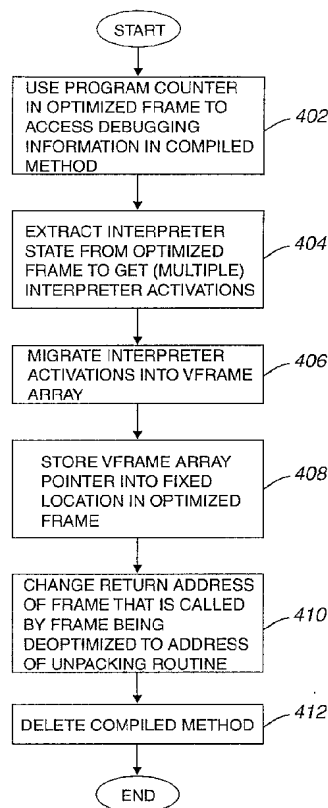 START
USE PROGRAM COUNTER
IN OPTIMIZED FRAME TO
ACCESS DEBUGGING
INFORMATION IN COMPILED
METHOD
402
EXTRACT INTERPRETER
STATE FROM OPTIMIZED
FRAME TO GET (MULTIPLE)
INTERPRETER ACTIVATIONS
404
MIGRATE INTERPRETER
ACTIVATIONS INTO VFRAME
ARRAY
406
STORE VFRAME ARRAY
POINTER INTO FIXED
LOCATION IN OPTIMIZED
FRAME
408
CHANGE RETURN ADDRESS
OF FRAME THAT IS CALLED
BY FRAME BEING
DEOPTIMIZED TO ADDRESS
OF UNPACKING ROUTINE
410
DELETE COMPILED METHOD
412
END